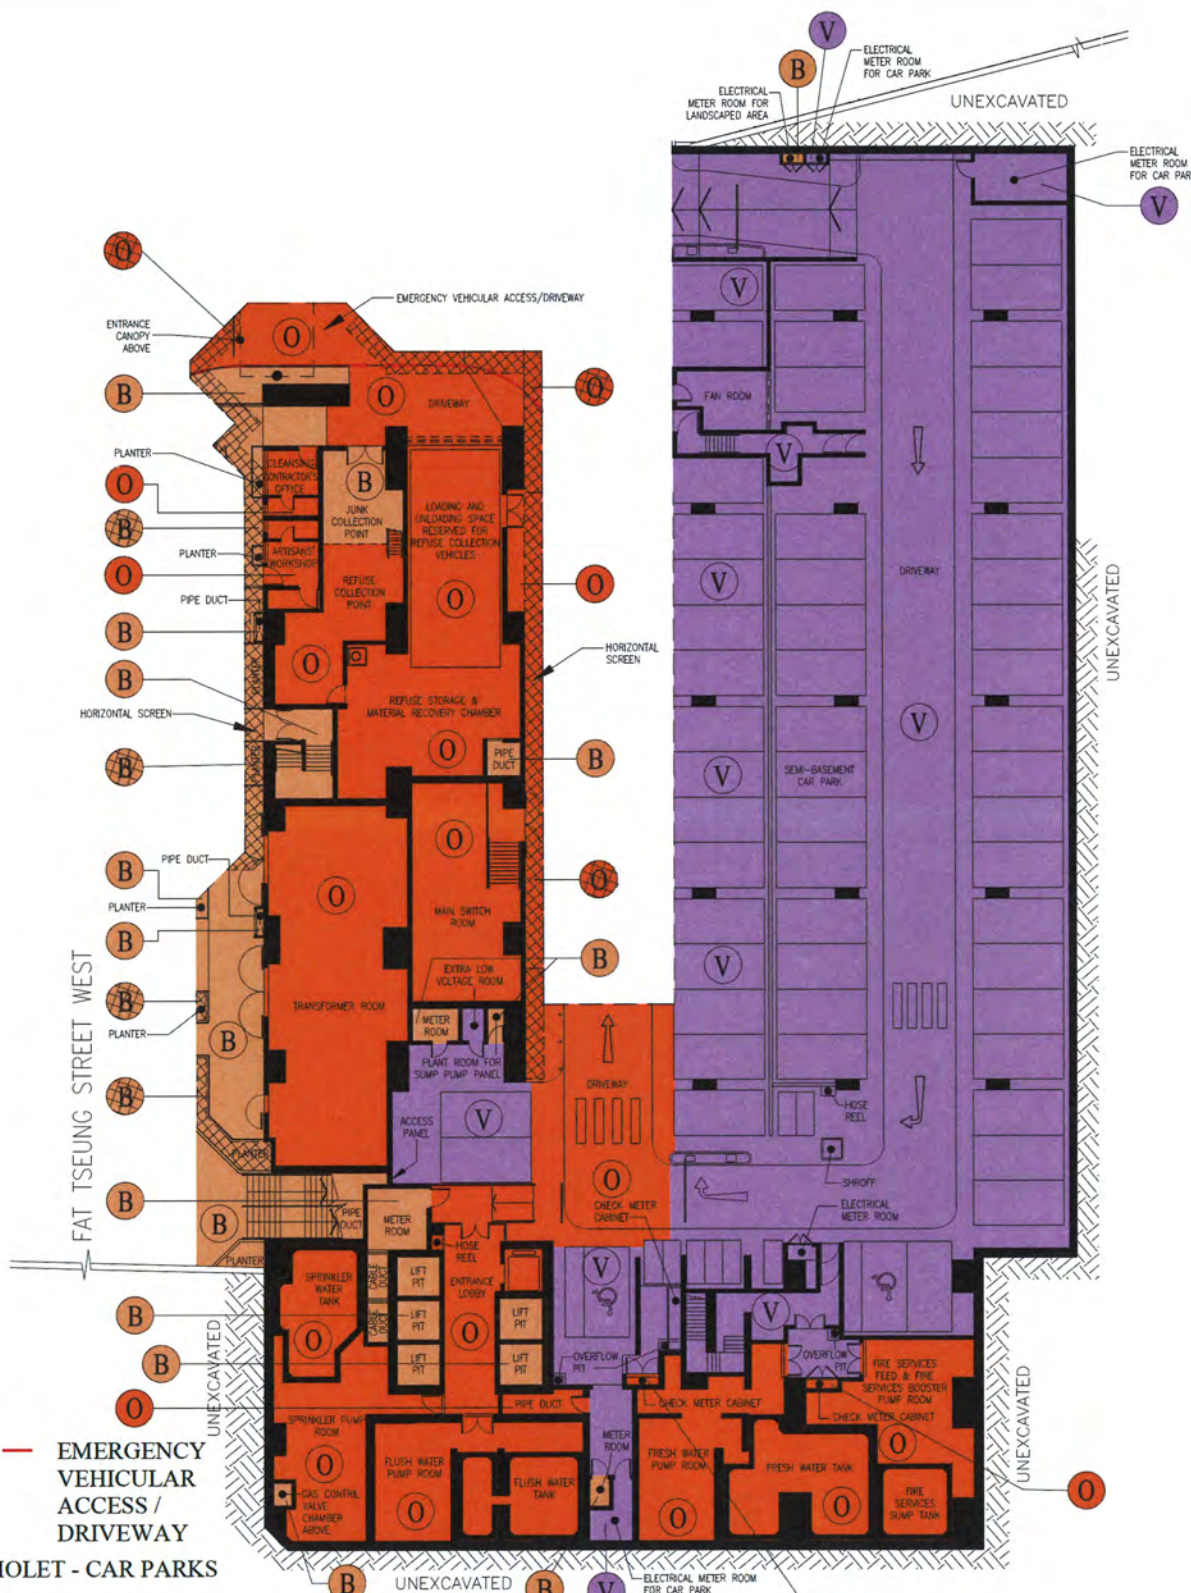 V
ELECTRICAL
METER ROOM
FOR CAR PARK
B
ELECTRICAL
METER ROOM FOR
LANDSCAPED AREA
UNEXCAVATED
ELECTRICAL
METER ROOM
FOR CAR PAR
V
O
EMERGENCY VEHICULAR ACCESS/DRIVEWAY
ENTRANCE
CANOPY
ABOVE
O
V
B
O
O
DRIVEWAY
FAN ROOM
PLANTER
CLEANSING
CONTRACTOR'S
OFFICE
B
V
O
JUNK
COLLECTION
POINT
LOADING AND
UNLOADING SPACE
RESERVED FOR
REFUSE COLLECTION
VEHICLES
B
PLANTER
ARTISANS'
WORKSHOP
O
REFUSE
COLLECTION
POINT
O
O
V
DRIVEWAY
UNEXCAVATED
PIPE DUCT
B
HORIZONTAL
SCREEN
O
B
PLANTER
REFUSE STORAGE &
MATERIAL RECOVERY CHAMBER
HORIZONTAL SCREEN
V
O
PIPE
DUCT
B
B
PLANTER
V
SEMI-BASEMENT
CAR PARK
O
PIPE DUCT
B
O
O
PLANTER
MAIN SWITCH
ROOM
B
B
EXTRA LOW
VOLTAGE ROOM
V
FAT TSEUNG STREET WEST
B
TRANSFORMER ROOM
METER
ROOM
PLANTER
B
PLANT ROOM FOR
SUMP PUMP PANEL
DRIVEWAY
B
ACCESS
PANEL
V
HOSE
REEL
PLANTER
SHROFF
O
CHECK METER
CABINET
ELECTRICAL
METER ROOM
B
B
PIPE
DUCT
METER
ROOM
HOSE
REEL
PLANTER
SPRINKLER
WATER
TANK
CABLE
DUCT
LIFT
PIT
ENTRANCE
LOBBY
V
V
B
CABLE
DUCT
LIFT
PIT
LIFT
PIT
O
O
B
LIFT
PIT
LIFT
PIT
OVERFLOW
PIT
OVERFLOW
PIT
FIRE SERVICES
FEED & FIRE
SERVICES BOOSTER
PUMP ROOM
UNEXCAVATED
O
PIPE DUCT
CHECK METER CABINET
CHECK METER CABINET
UNEXCAVATED
SPRINKLER PUMP
ROOM
METER
ROOM
O
O
FLUSH WATER
PUMP ROOM
FLUSH WATER
TANK
FRESH WATER
PUMP ROOM
FRESH WATER TANK
FIRE
SERVICES
SUMP TANK
O
GAS CONTRIL
VALVE
CHAMBER
ABOVE
O
O
O
EMERGENCY
VEHICULAR
ACCESS /
DRIVEWAY
IOLET - CAR PARKS
B
UNEXCAVATED
B
V
ELECTRICAL METER ROOM
FOR CAR PARK